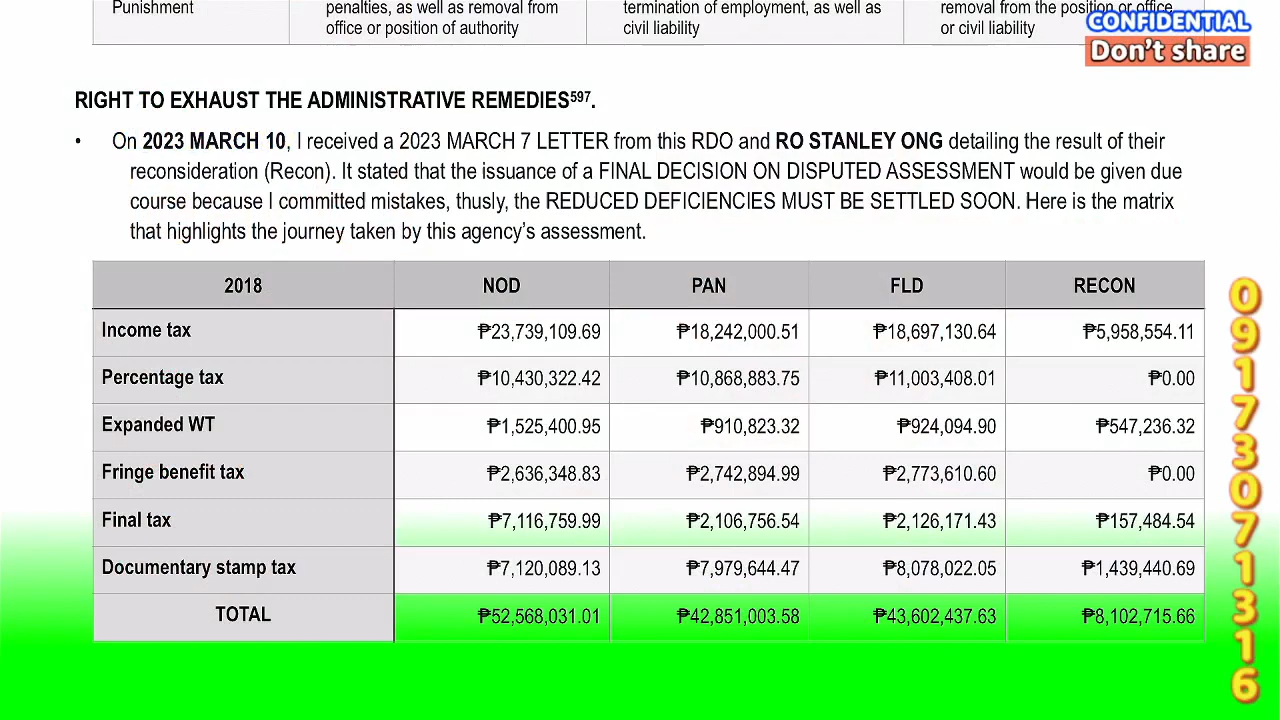 Punishment penalties, as well as removal from termination of employment, as well as removal from the position or office
office or position of authority civil liability or civil liability
CONFIDENTIAL
Don't share
RIGHT TO EXHAUST THE ADMINISTRATIVE REMEDIES⁵⁹⁷.
• On 2023 MARCH 10, I received a 2023 MARCH 7 LETTER from this RDO and RO STANLEY ONG detailing the result of their
reconsideration (Recon). It stated that the issuance of a FINAL DECISION ON DISPUTED ASSESSMENT would be given due
course because I committed mistakes, thusly, the REDUCED DEFICIENCIES MUST BE SETTLED SOON. Here is the matrix
that highlights the journey taken by this agency's assessment.
2018 NOD PAN FLD RECON
Income tax ₱23,739,109.69 ₱18,242,000.51 ₱18,697,130.64 ₱5,958,554.11
Percentage tax ₱10,430,322.42 ₱10,868,883.75 ₱11,003,408.01 ₱0.00
Expanded WT ₱1,525,400.95 ₱910,823.32 ₱924,094.90 ₱547,236.32
Fringe benefit tax ₱2,636,348.83 ₱2,742,894.99 ₱2,773,610.60 ₱0.00
Final tax ₱7,116,759.99 ₱2,106,756.54 ₱2,126,171.43 ₱157,484.54
Documentary stamp tax ₱7,120,089.13 ₱7,979,644.47 ₱8,078,022.05 ₱1,439,440.69
TOTAL ₱52,568,031.01 ₱42,851,003.58 ₱43,602,437.63 ₱8,102,715.66
09173071316